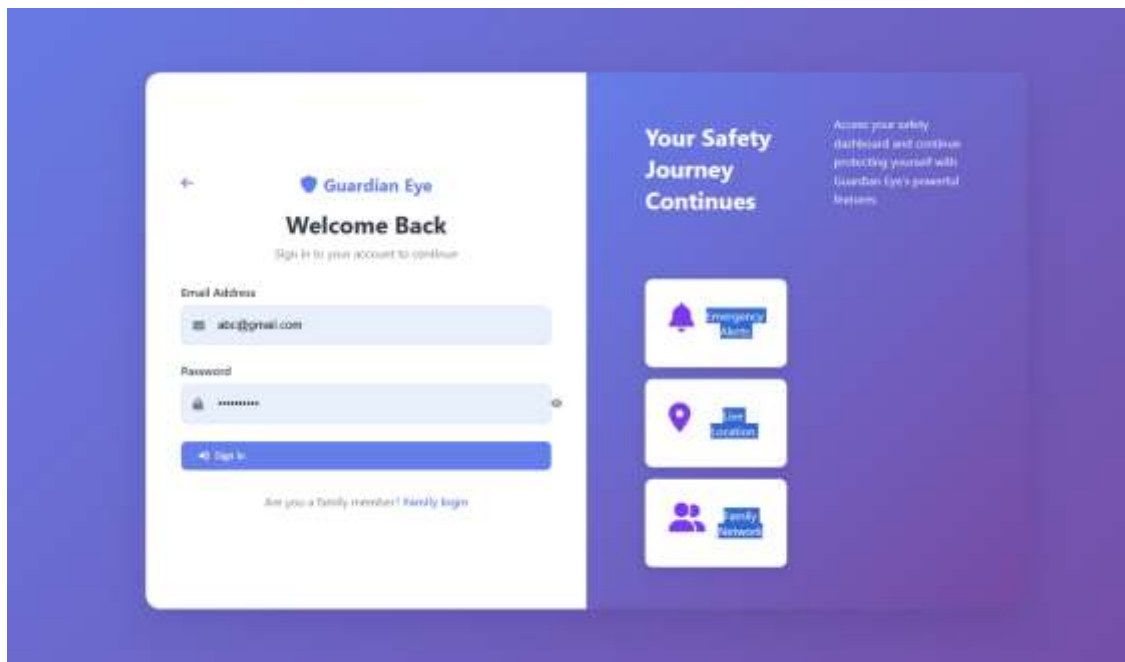 Guardian Eye
Welcome Back
Sign in to your account to continue
Email Address
abc@gmail.com
Password
••••••••••
Sign In
Are you a family member? Family login
Your Safety
Journey
Continues
Access your safety
dashboard and continue
protecting yourself with
Guardian Eye's powerful
features.
Emergency
Alerts
Live
Location
Family
Network